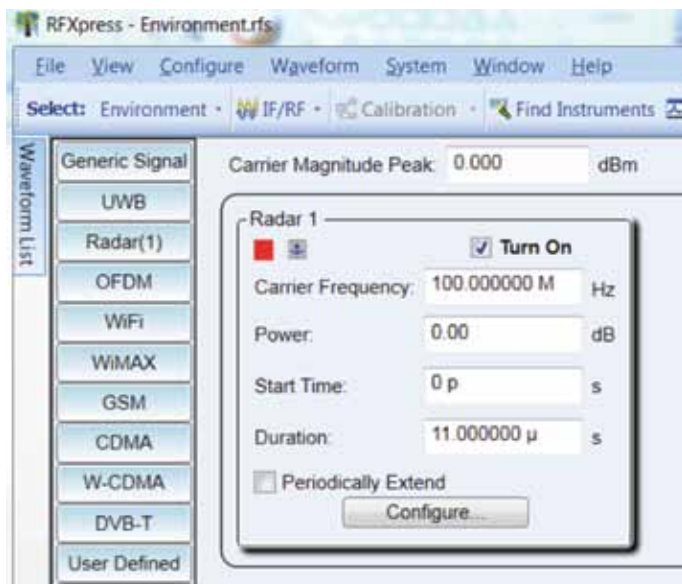 RFXpress - Environment.rfs
File View Configure Waveform System Window Help
Select: Environment IF/RF Calibration Find Instruments
Waveform List
Generic Signal
UWB
Radar(1)
OFDM
WiFi
WiMAX
GSM
CDMA
W-CDMA
DVB-T
User Defined
Carrier Magnitude Peak: 0.000 dBm
Radar 1
Turn On
Carrier Frequency: 100.000000 M Hz
Power: 0.00 dB
Start Time: 0 p s
Duration: 11.000000 µ s
Periodically Extend
Configure...